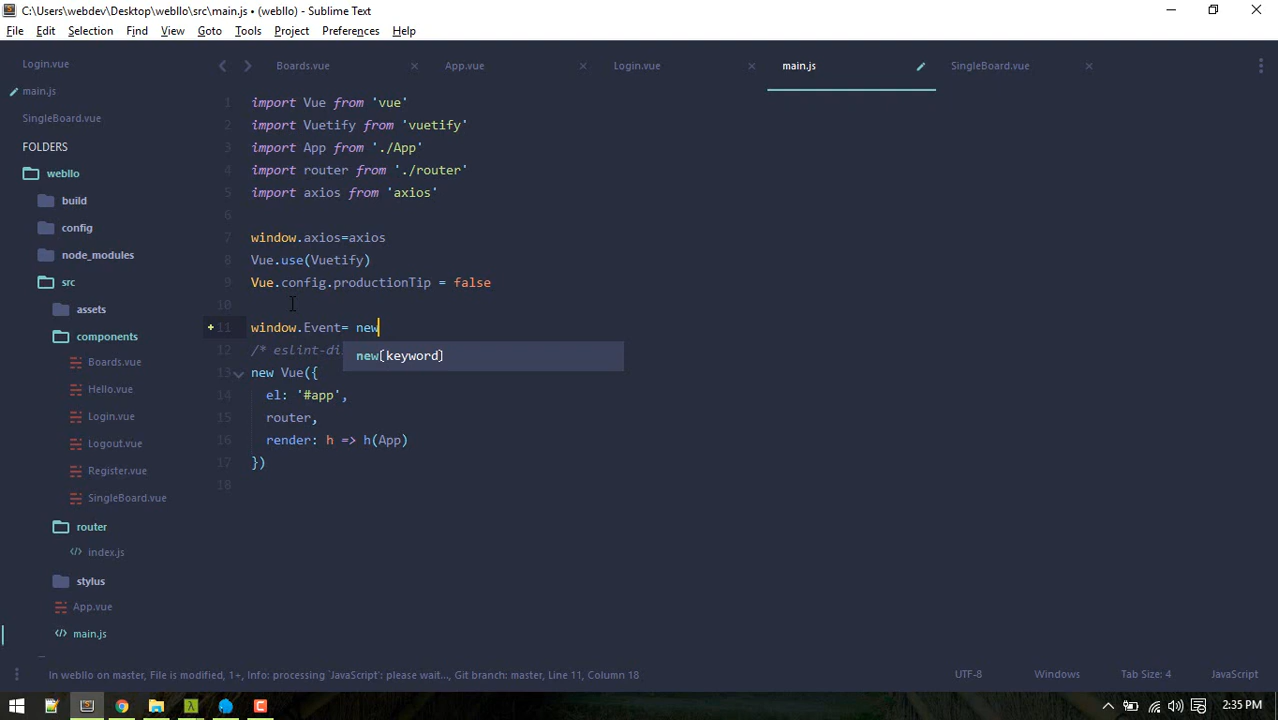 C:\Users\webdev\Desktop\webllo\src\main.js • (webllo) - Sublime Text
File Edit Selection Find View Goto Tools Project Preferences Help
Login.vue
main.js
SingleBoard.vue
FOLDERS
webllo
build
config
node_modules
src
assets
components
Boards.vue
Hello.vue
Login.vue
Logout.vue
Register.vue
SingleBoard.vue
router
index.js
stylus
App.vue
main.js
Boards.vue App.vue Login.vue main.js SingleBoard.vue
1 import Vue from 'vue'
2 import Vuetify from 'vuetify'
3 import App from './App'
4 import router from './router'
5 import axios from 'axios'
6
7 window.axios=axios
8 Vue.use(Vuetify)
9 Vue.config.productionTip = false
10
11 window.Event= new
12 /* eslint-di
new[keyword]
13 new Vue({
14 el: '#app',
15 router,
16 render: h => h(App)
17 })
18
In webllo on master, File is modified, 1+, Info: processing `JavaScript`: please wait..., Git branch: master, Line 11, Column 18
UTF-8 Windows Tab Size: 4 JavaScript
2:35 PM